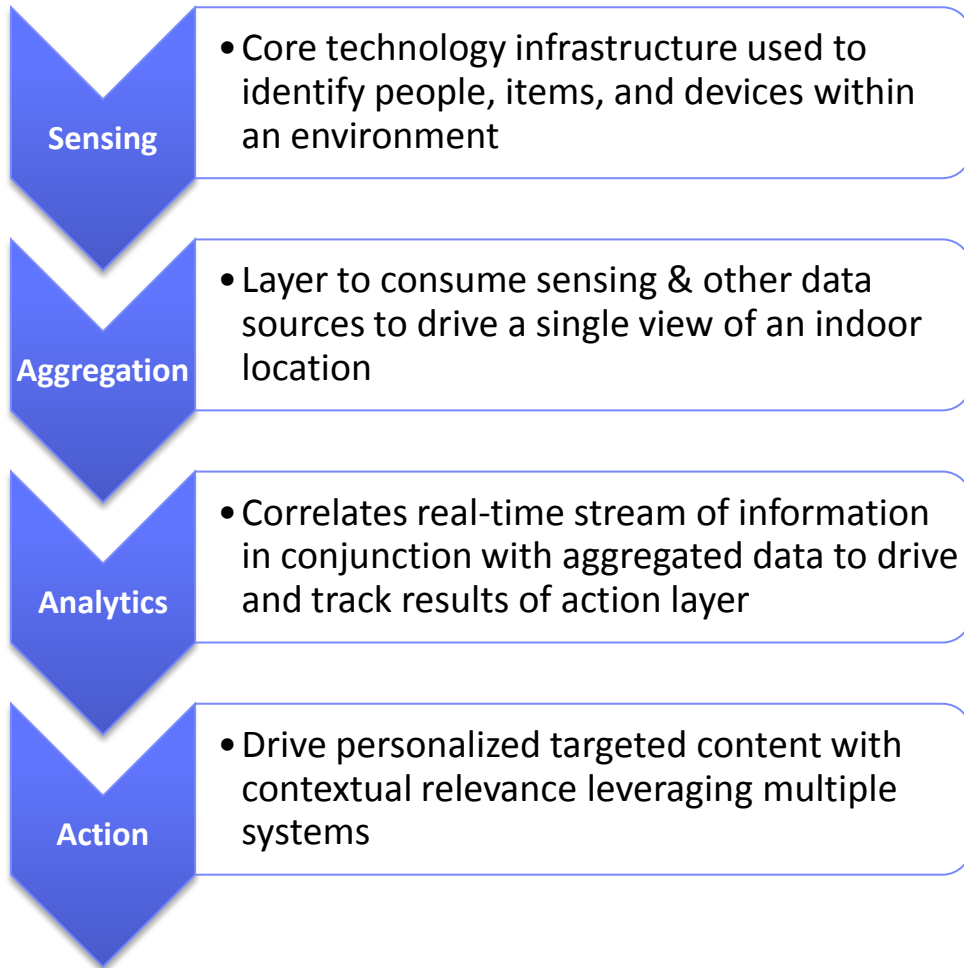 Sensing
• Core technology infrastructure used to
identify people, items, and devices within
an environment
Aggregation
• Layer to consume sensing & other data
sources to drive a single view of an indoor
location
Analytics
• Correlates real-time stream of information
in conjunction with aggregated data to drive
and track results of action layer
Action
• Drive personalized targeted content with
contextual relevance leveraging multiple
systems